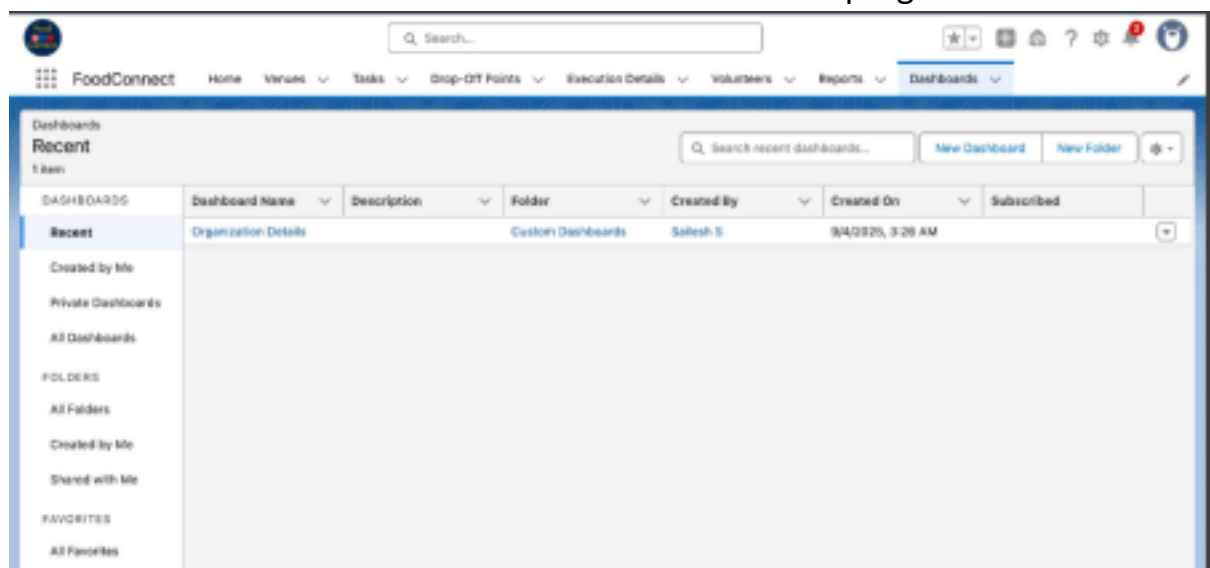 Search...
FoodConnect Home Venues Tasks Drop-Off Points Execution Details Volunteers Reports Dashboards
Dashboards
Recent
1 item
Search recent dashboards...
New Dashboard New Folder
DASHBOARDS
Dashboard Name Description Folder Created By Created On Subscribed
Recent
Organization Details Custom Dashboards Sailesh S 9/4/2025, 3:26 AM
Created by Me
Private Dashboards
All Dashboards
FOLDERS
All Folders
Created by Me
Shared with Me
FAVORITES
All Favorites